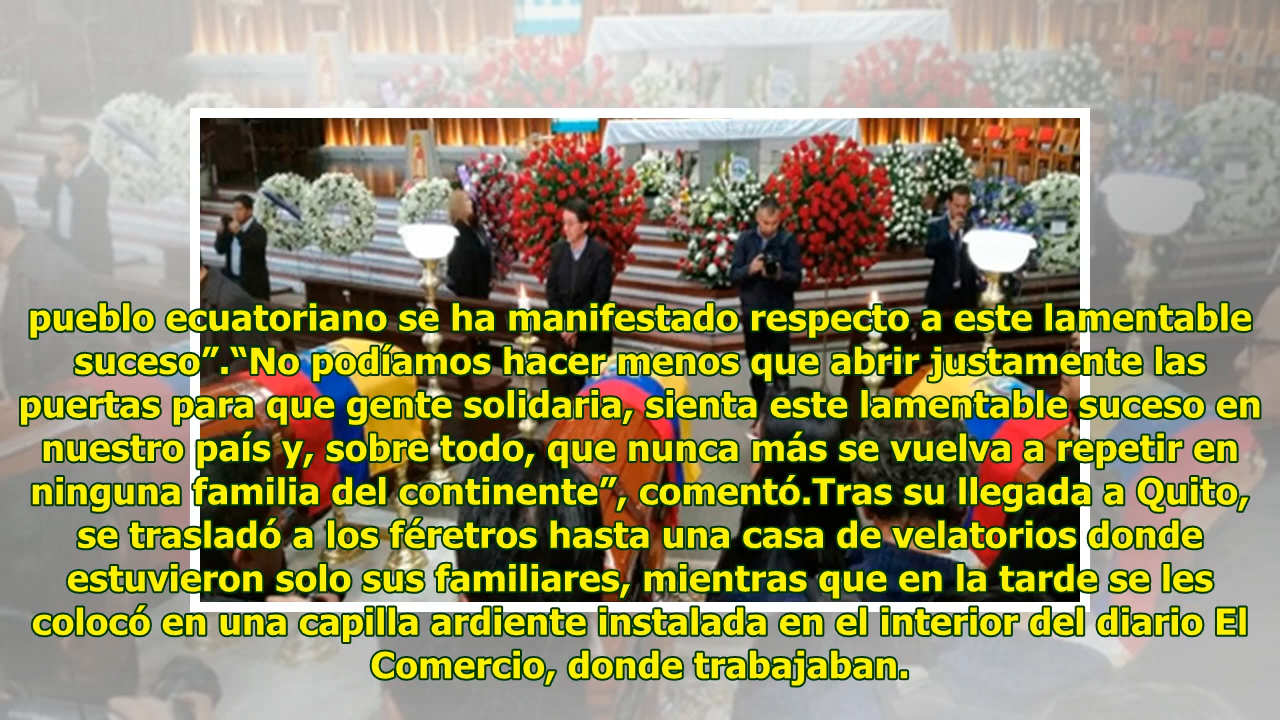 pueblo ecuatoriano se ha manifestado respecto a este lamentable
suceso”.“No podíamos hacer menos que abrir justamente las
puertas para que gente solidaria, sienta este lamentable suceso en
nuestro país y, sobre todo, que nunca más se vuelva a repetir en
ninguna familia del continente”, comentó.Tras su llegada a Quito,
se trasladó a los féretros hasta una casa de velatorios donde
estuvieron solo sus familiares, mientras que en la tarde se les
colocó en una capilla ardiente instalada en el interior del diario El
Comercio, donde trabajaban.